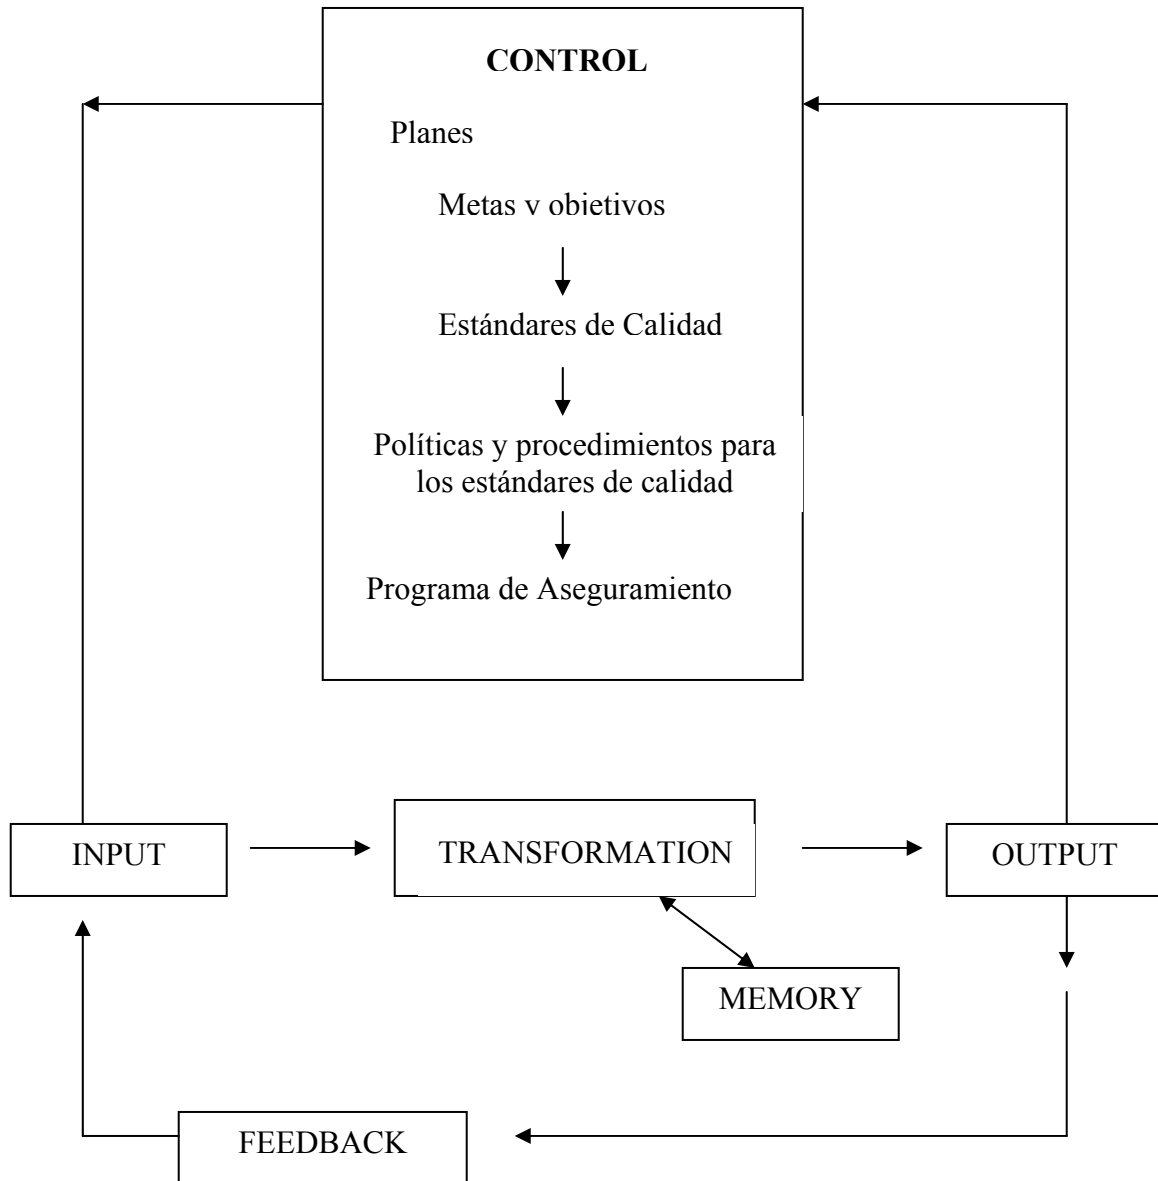 CONTROL
Planes
Metas y objetivos
Estándares de Calidad
Políticas y procedimientos para
los estándares de calidad
Programa de Aseguramiento
INPUT
TRANSFORMATION
OUTPUT
MEMORY
FEEDBACK